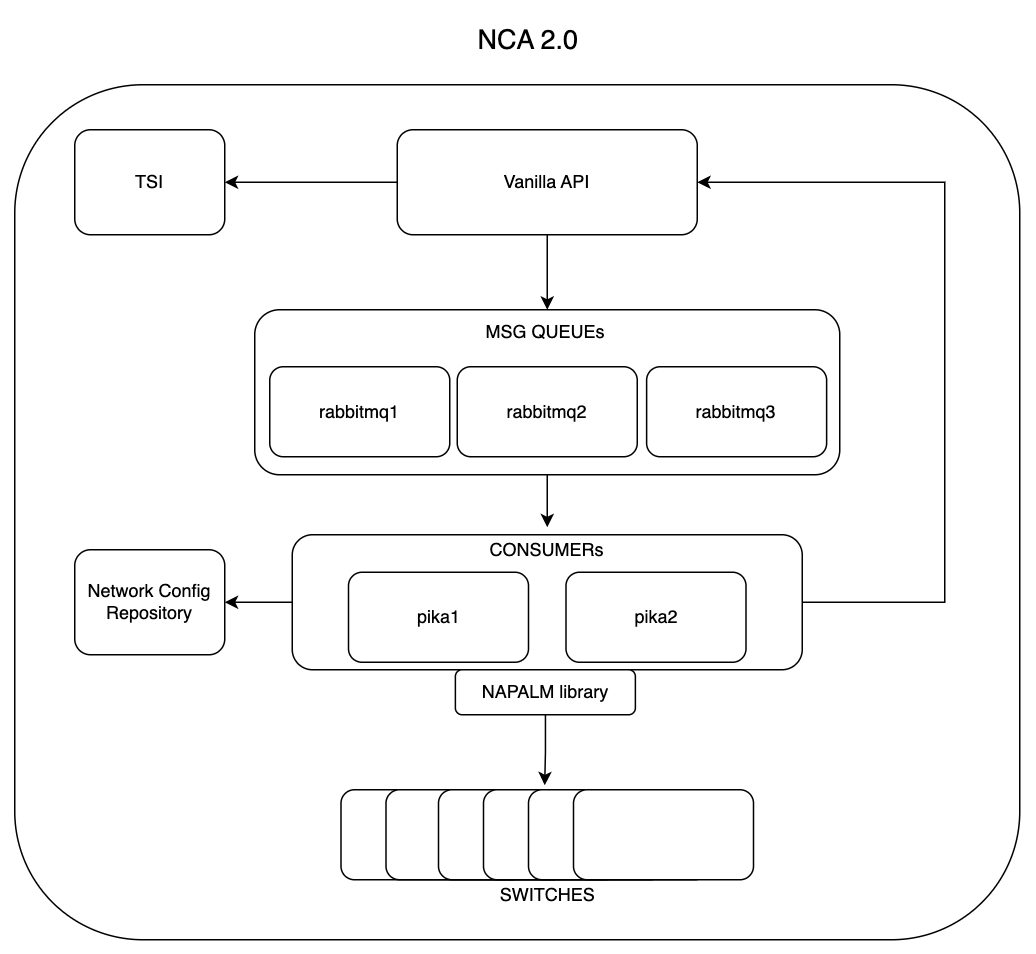 NCA 2.0
TSI
Vanilla API
MSG QUEUEs
rabbitmq1
rabbitmq2
rabbitmq3
CONSUMERs
Network Config
Repository
pika1
pika2
NAPALM library
SWITCHES